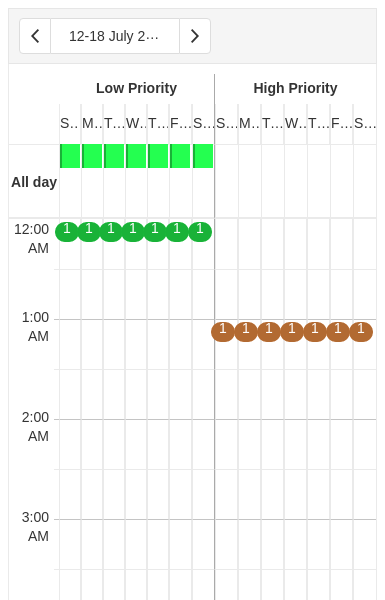 12-18 July 2···
Low Priority High Priority
S… M… T… W… T… F… S… S… M… T… W… T… F… S…
All day
12:00 AM
1 1 1 1 1 1 1
1:00 AM
1 1 1 1 1 1 1
2:00 AM
3:00 AM